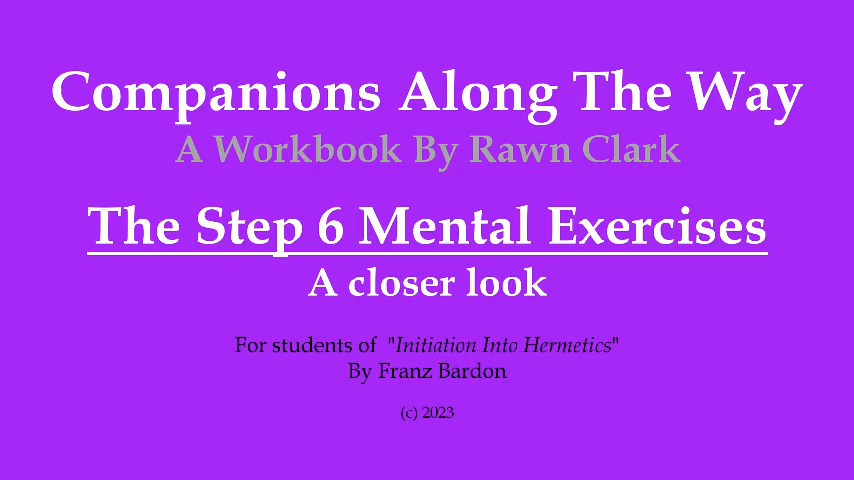 Companions Along The Way
A Workbook By Rawn Clark
The Step 6 Mental Exercises
A closer look
For students of "Initiation Into Hermetics"
By Franz Bardon
(c) 2023